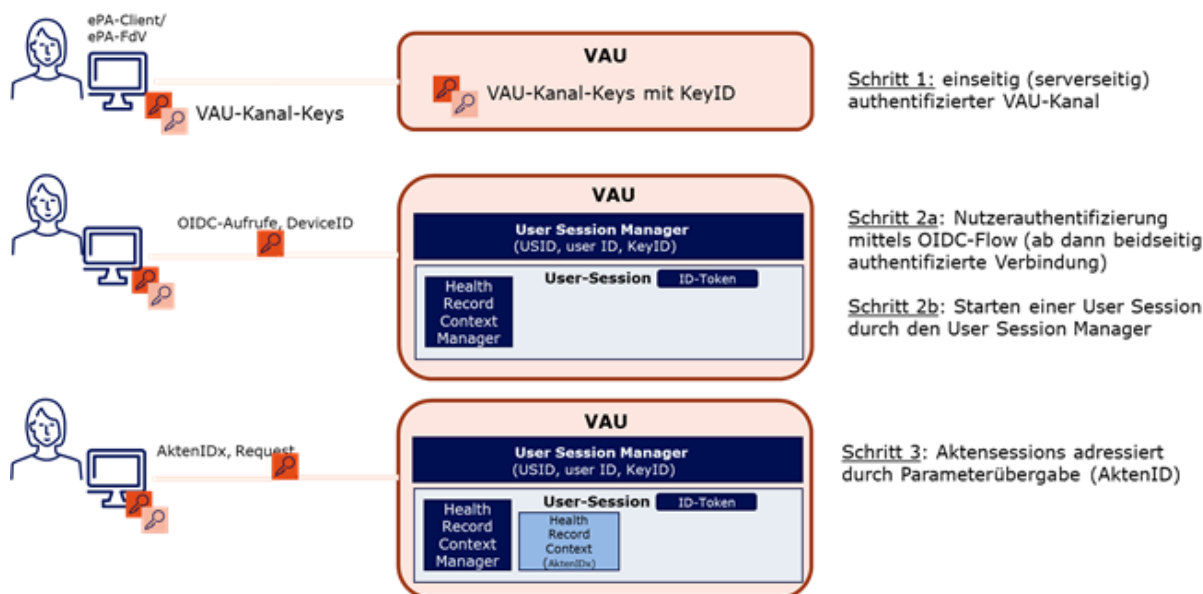 ePA-Client/
ePA-FdV
VAU-Kanal-Keys
VAU
VAU-Kanal-Keys mit KeyID
Schritt 1: einseitig (serverseitig)
authentifizierter VAU-Kanal
OIDC-Aufrufe, DeviceID
VAU
User Session Manager
(USID, user ID, KeyID)
User-Session
ID-Token
Health
Record
Context
Manager
Schritt 2a: Nutzerauthentifizierung
mittels OIDC-Flow (ab dann beidseitig
authentifizierte Verbindung)
Schritt 2b: Starten einer User Session
durch den User Session Manager
AktenIDx, Request
VAU
User Session Manager
(USID, user ID, KeyID)
User-Session
ID-Token
Health
Record
Context
Manager
Health
Record
Context
(AktenIDx)
Schritt 3: Aktensessions adressiert
durch Parameterübergabe (AktenID)